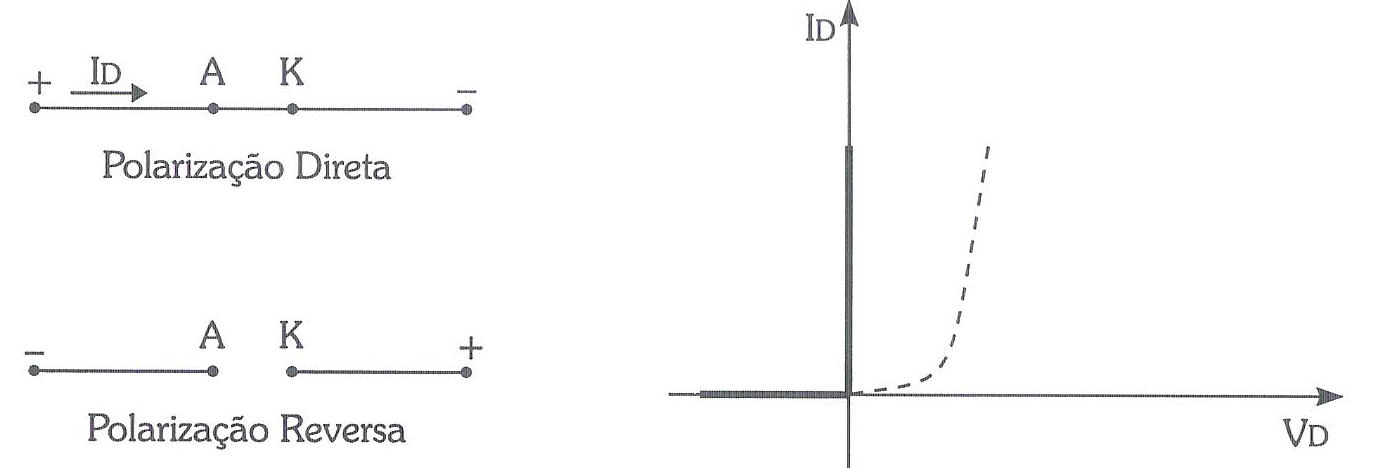 + ID A K −
Polarização Direta
− A K +
Polarização Reversa
ID
VD